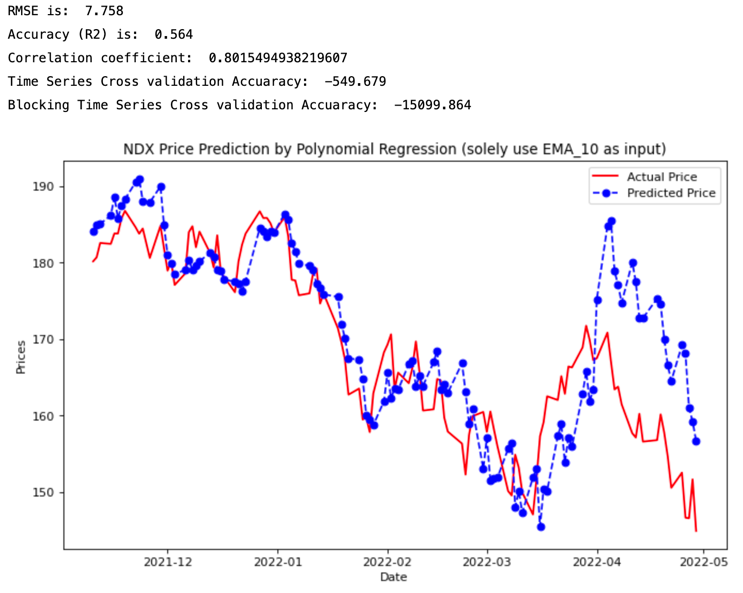 RMSE is:  7.758
Accuracy (R2) is:  0.564
Correlation coefficient:  0.8015494938219607
Time Series Cross validation Accuaracy:  -549.679
Blocking Time Series Cross validation Accuaracy:  -15099.864
NDX Price Prediction by Polynomial Regression (solely use EMA_10 as input)
Actual Price
Predicted Price
190
180
170
160
150
Prices
2021-12
2022-01
2022-02
2022-03
2022-04
2022-05
Date